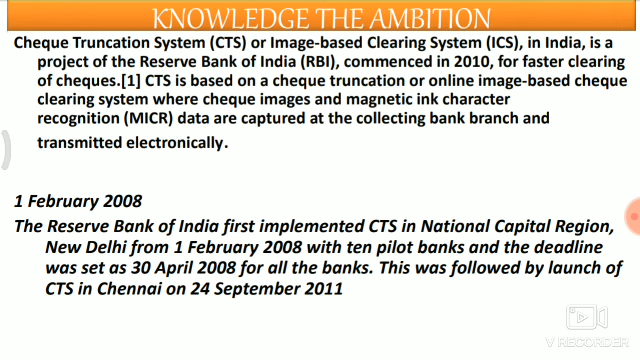 KNOWLEDGE THE AMBITION
Cheque Truncation System (CTS) or Image-based Clearing System (ICS), in India, is a
project of the Reserve Bank of India (RBI), commenced in 2010, for faster clearing
of cheques.[1] CTS is based on a cheque truncation or online image-based cheque
clearing system where cheque images and magnetic ink character
recognition (MICR) data are captured at the collecting bank branch and
transmitted electronically.
1 February 2008
The Reserve Bank of India first implemented CTS in National Capital Region,
New Delhi from 1 February 2008 with ten pilot banks and the deadline
was set as 30 April 2008 for all the banks. This was followed by launch of
CTS in Chennai on 24 September 2011
V RECORDER